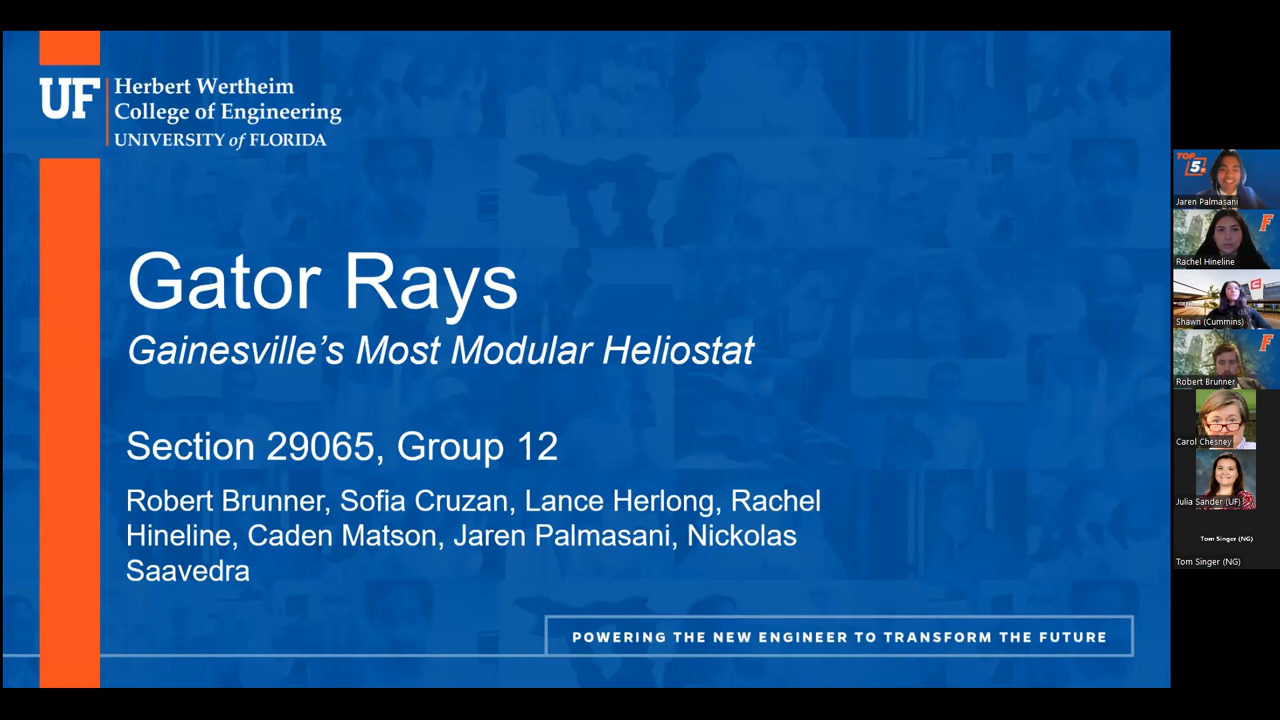 UF
Herbert Wertheim
College of Engineering
UNIVERSITY of FLORIDA
Gator Rays
Gainesville's Most Modular Heliostat
Section 29065, Group 12
Robert Brunner, Sofia Cruzan, Lance Herlong, Rachel
Hineline, Caden Matson, Jaren Palmasani, Nickolas
Saavedra
POWERING THE NEW ENGINEER TO TRANSFORM THE FUTURE
TOP
5
Jaren Palmasani
F
Rachel Hineline
Shawn (Cummins)
F
Robert Brunner
Carol Chesney
Julia Sander (UF)
Tom Singer (NG)
Tom Singer (NG)